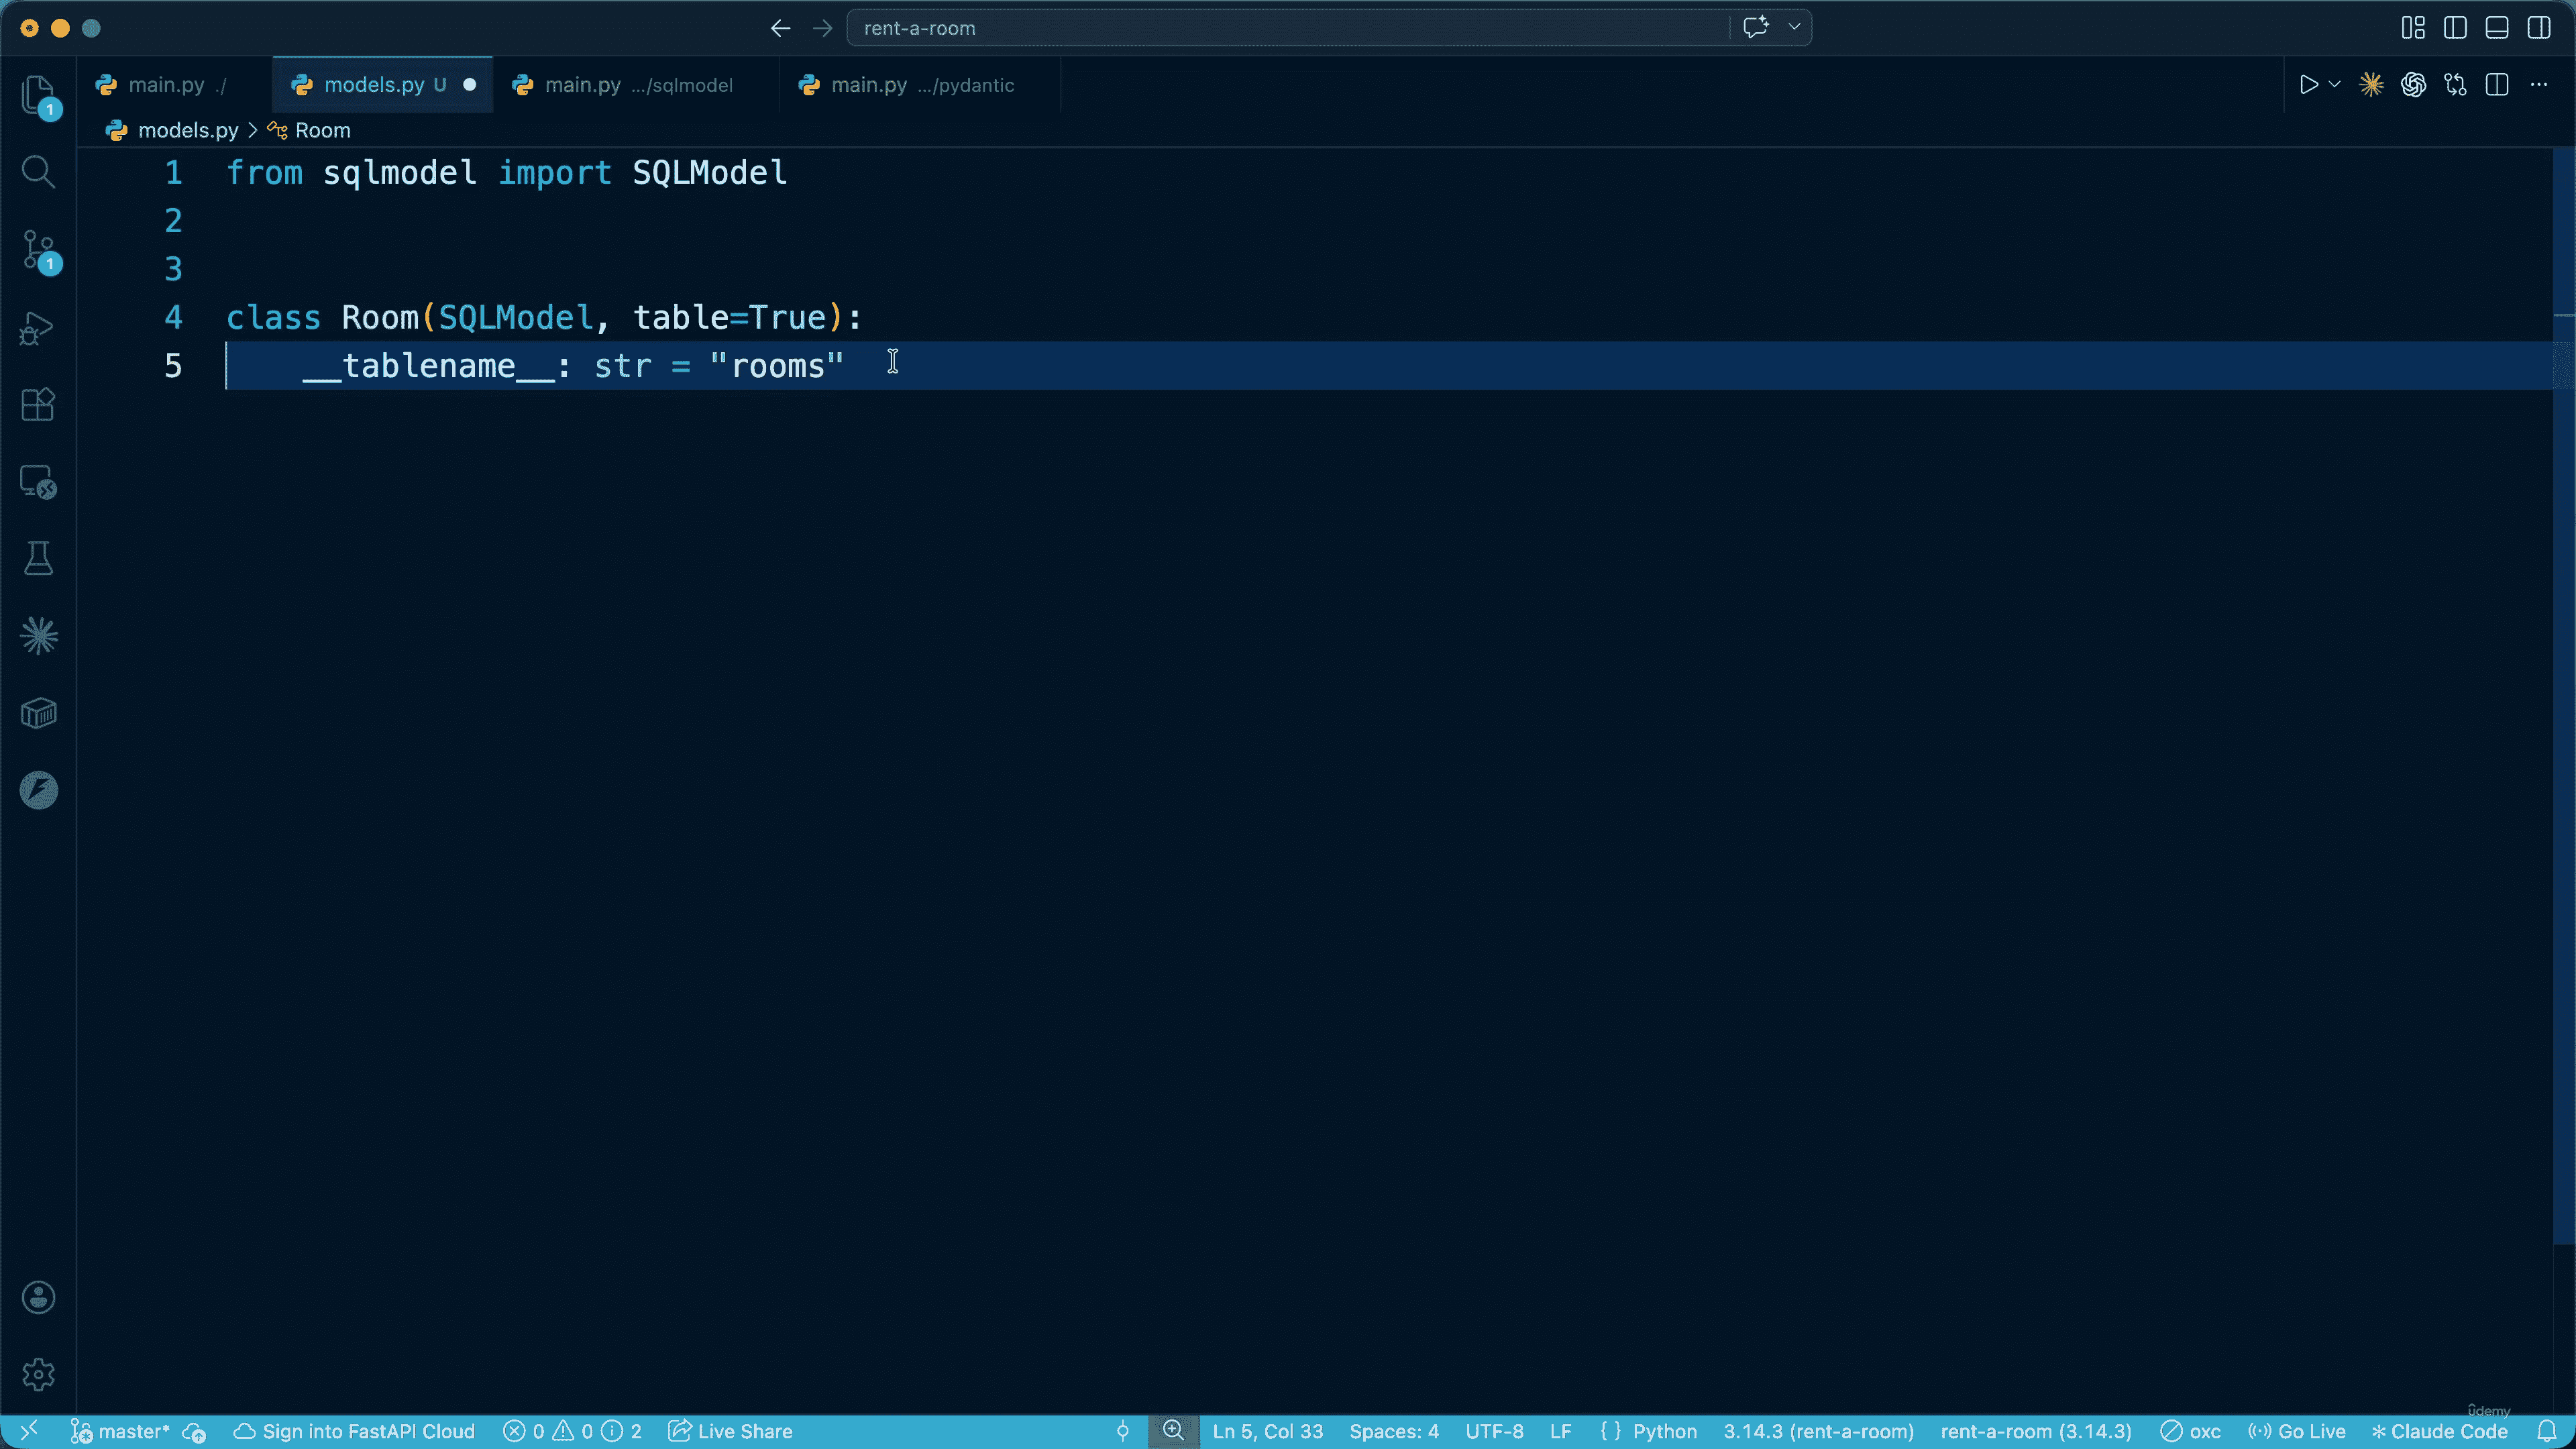 rent-a-room
main.py ./
models.py U
main.py .../sqlmodel
main.py .../pydantic
models.py > Room
1 from sqlmodel import SQLModel
2
3
4 class Room(SQLModel, table=True):
5 __tablename__: str = "rooms"
1
1
ûdemy
master* Sign into FastAPI Cloud 0 0 2 Live Share Ln 5, Col 33 Spaces: 4 UTF-8 LF { } Python 3.14.3 (rent-a-room) rent-a-room (3.14.3) oxc Go Live Claude Code